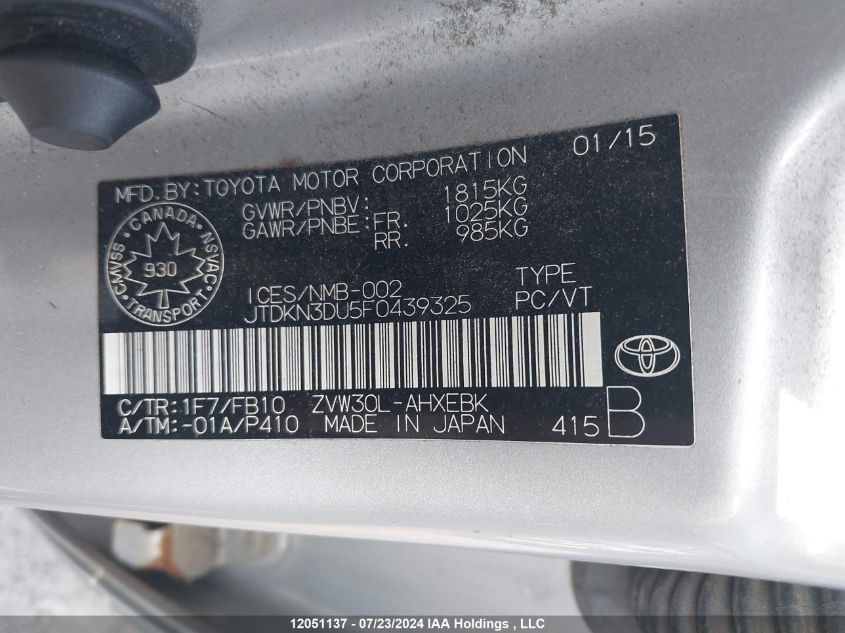 01/15
MFD. BY: TOYOTA MOTOR CORPORATION
GVWR/PNBV: 1815KG
GAWR/PNBE: FR: 1025KG
RR: 985KG
CANADA
CMVSS 930 NSVAC
TRANSPORT
ICES/NMB-002 TYPE
JTDKN3DU5F0439325 PC/VT
C/TR: 1F7/FB10 ZVW30L-AHXEBK
A/TM: -01A/P410 MADE IN JAPAN 415 B
12051137 - 07/23/2024 IAA Holdings , LLC